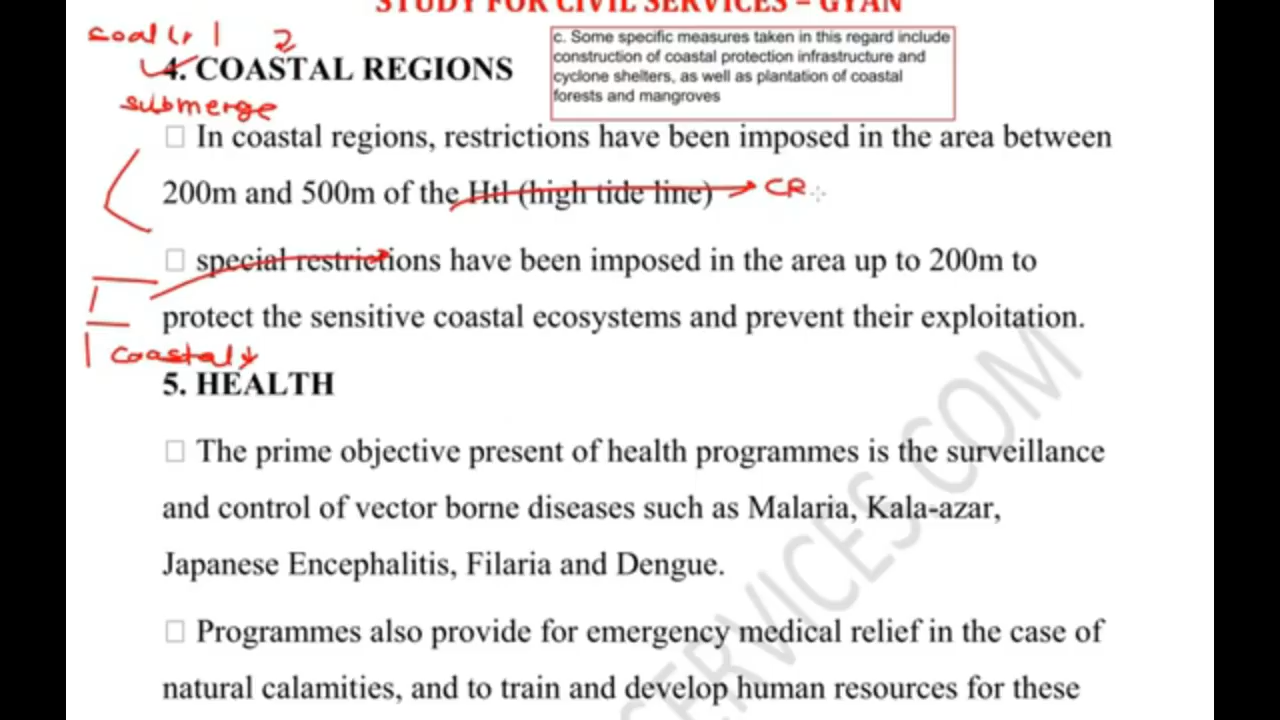 STUDY FOR CIVIL SERVICES – GYAN
c. Some specific measures taken in this regard include
construction of coastal protection infrastructure and
cyclone shelters, as well as plantation of coastal
forests and mangroves
2
4. COASTAL REGIONS
submerge
In coastal regions, restrictions have been imposed in the area between
200m and 500m of the Htl (high tide line) CR
special restrictions have been imposed in the area up to 200m to
protect the sensitive coastal ecosystems and prevent their exploitation.
coastal
5. HEALTH
The prime objective present of health programmes is the surveillance
and control of vector borne diseases such as Malaria, Kala-azar,
Japanese Encephalitis, Filaria and Dengue.
Programmes also provide for emergency medical relief in the case of
natural calamities, and to train and develop human resources for these
SERVICES.COM